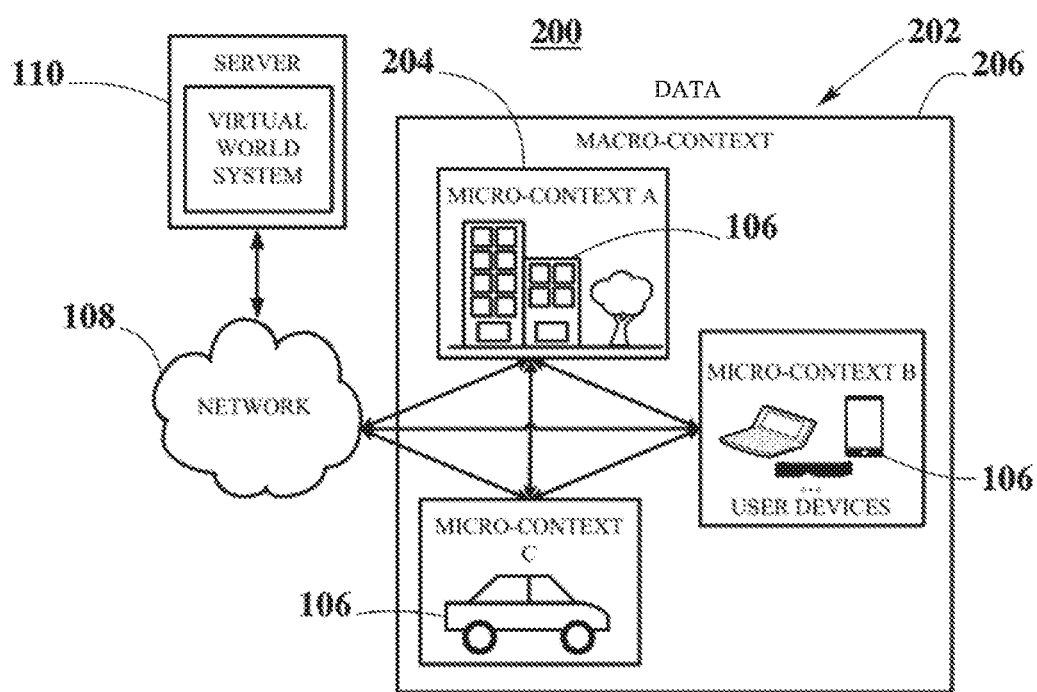 200
202
110
SERVER
204
206
DATA
VIRTUAL
WORLD
SYSTEM
MACRO-CONTEXT
MICRO-CONTEXT A
106
108
NETWORK
MICRO-CONTEXT B
...
USER DEVICES
106
MICRO-CONTEXT
C
106